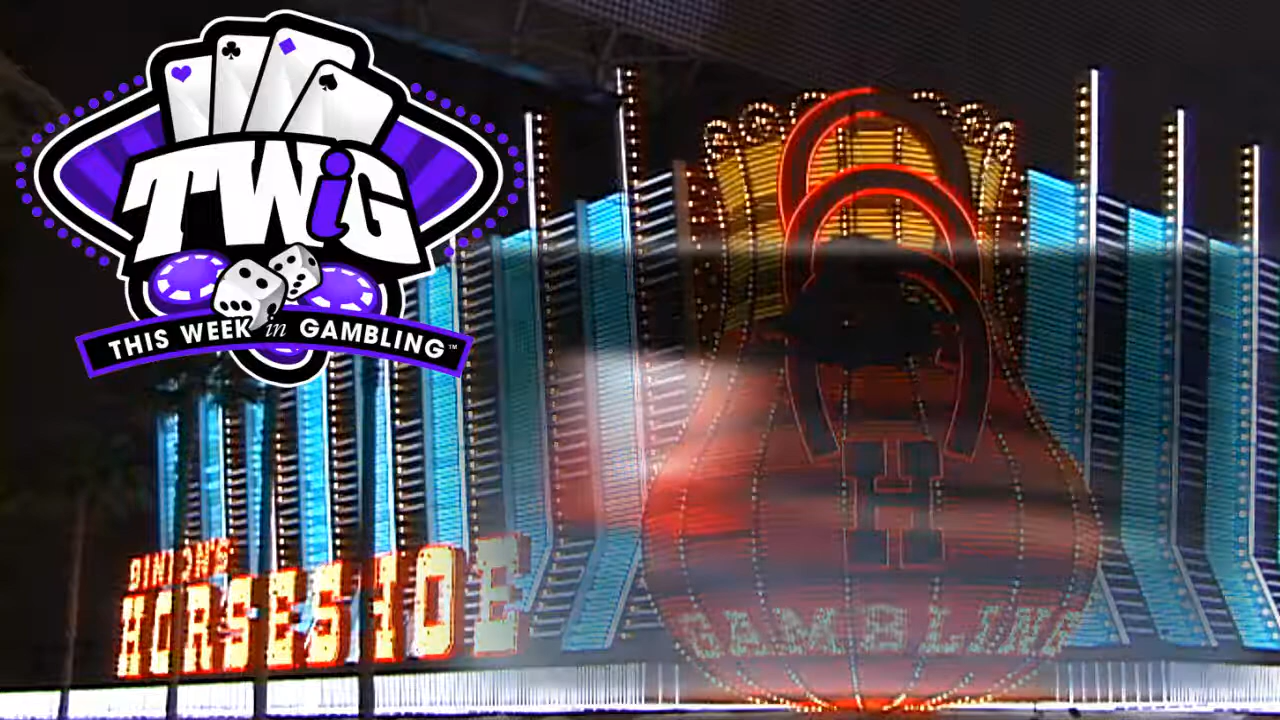 TWiG
THIS WEEK in GAMBLING™
BINION'S
HORSESHOE
H
GAMBLING